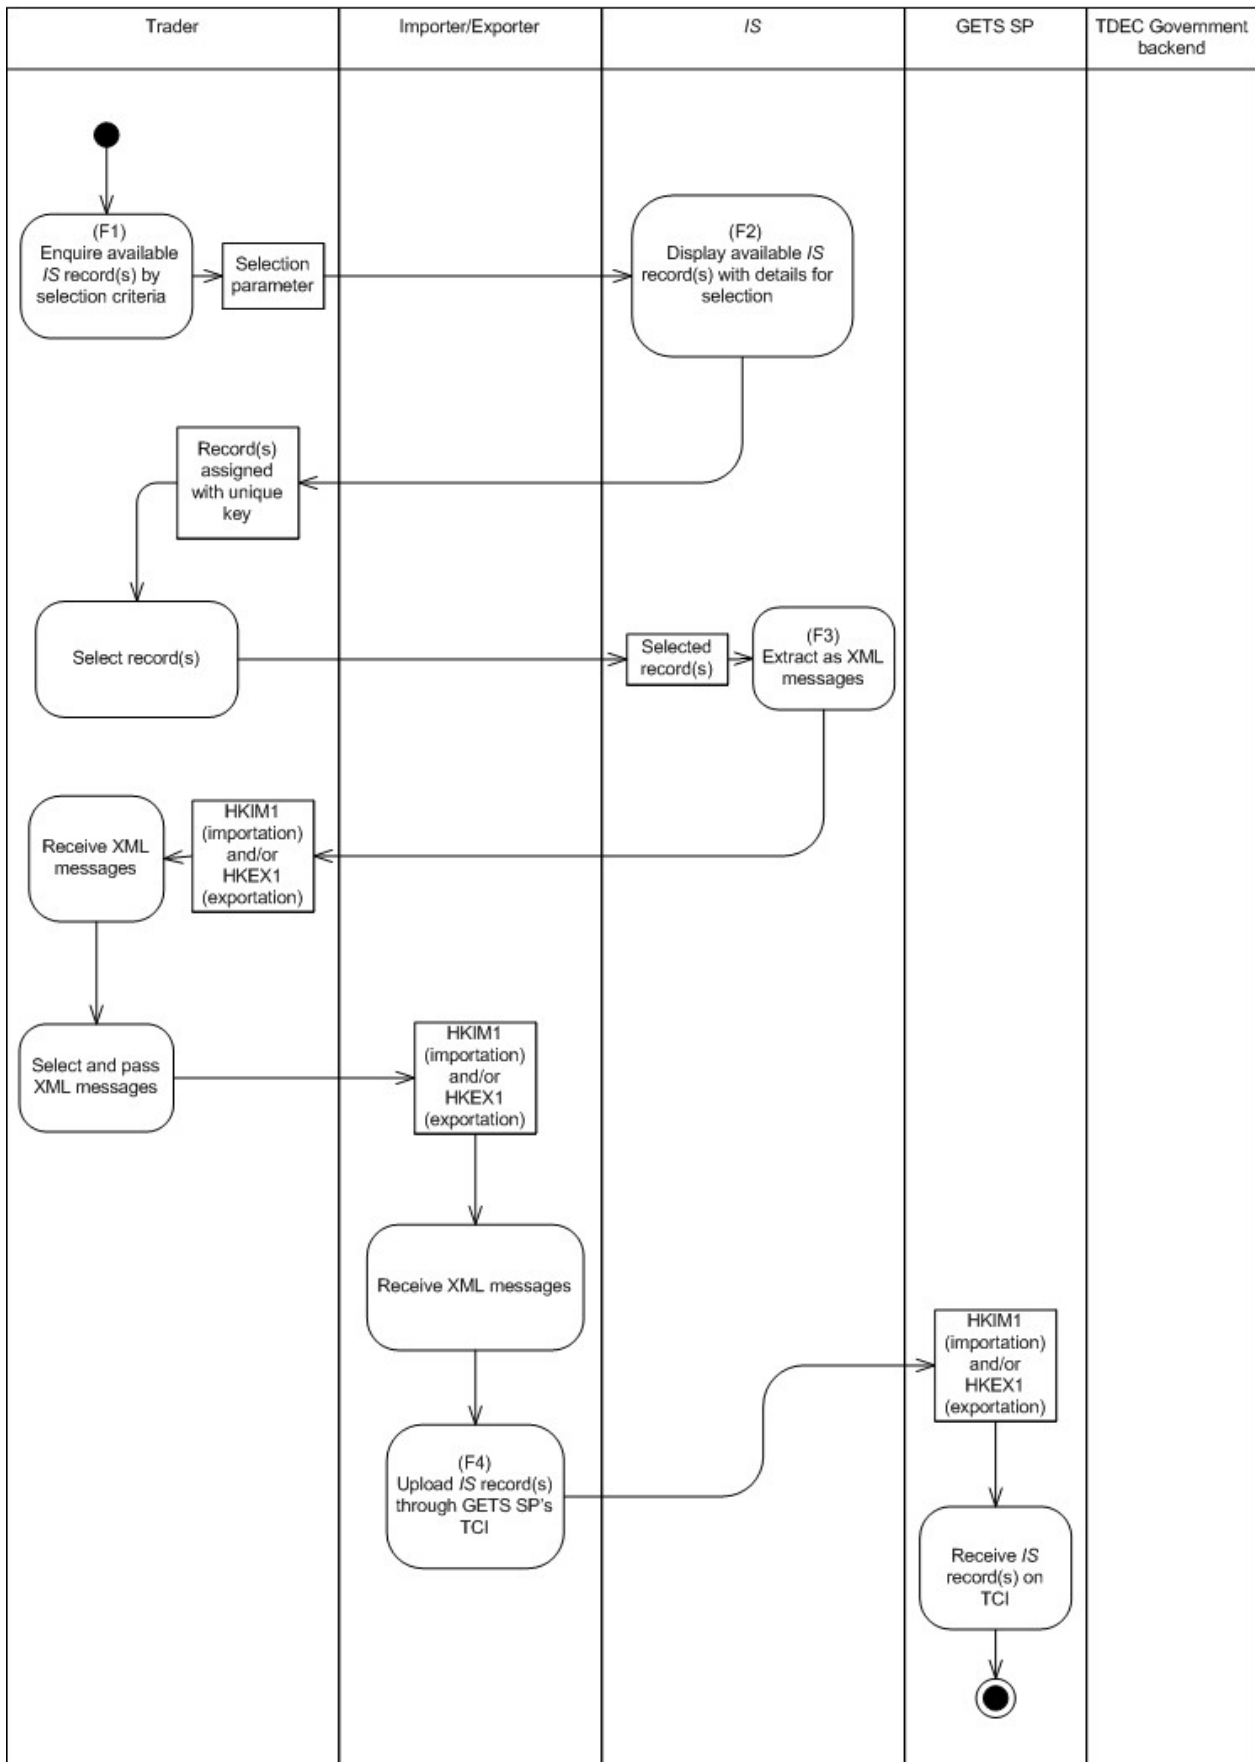 Trader
Importer/Exporter
IS
GETS SP
TDEC Government
backend
(F1)
Enquire available
IS record(s) by
selection criteria
Selection
parameter
(F2)
Display available IS
record(s) with details for
selection
Record(s)
assigned
with unique
key
Select record(s)
Selected
record(s)
(F3)
Extract as XML
messages
Receive XML
messages
HKIM1
(importation)
and/or
HKEX1
(exportation)
Select and pass
XML messages
HKIM1
(importation)
and/or
HKEX1
(exportation)
Receive XML messages
HKIM1
(importation)
and/or
HKEX1
(exportation)
(F4)
Upload IS record(s)
through GETS SP's
TCI
Receive IS
record(s) on
TCI